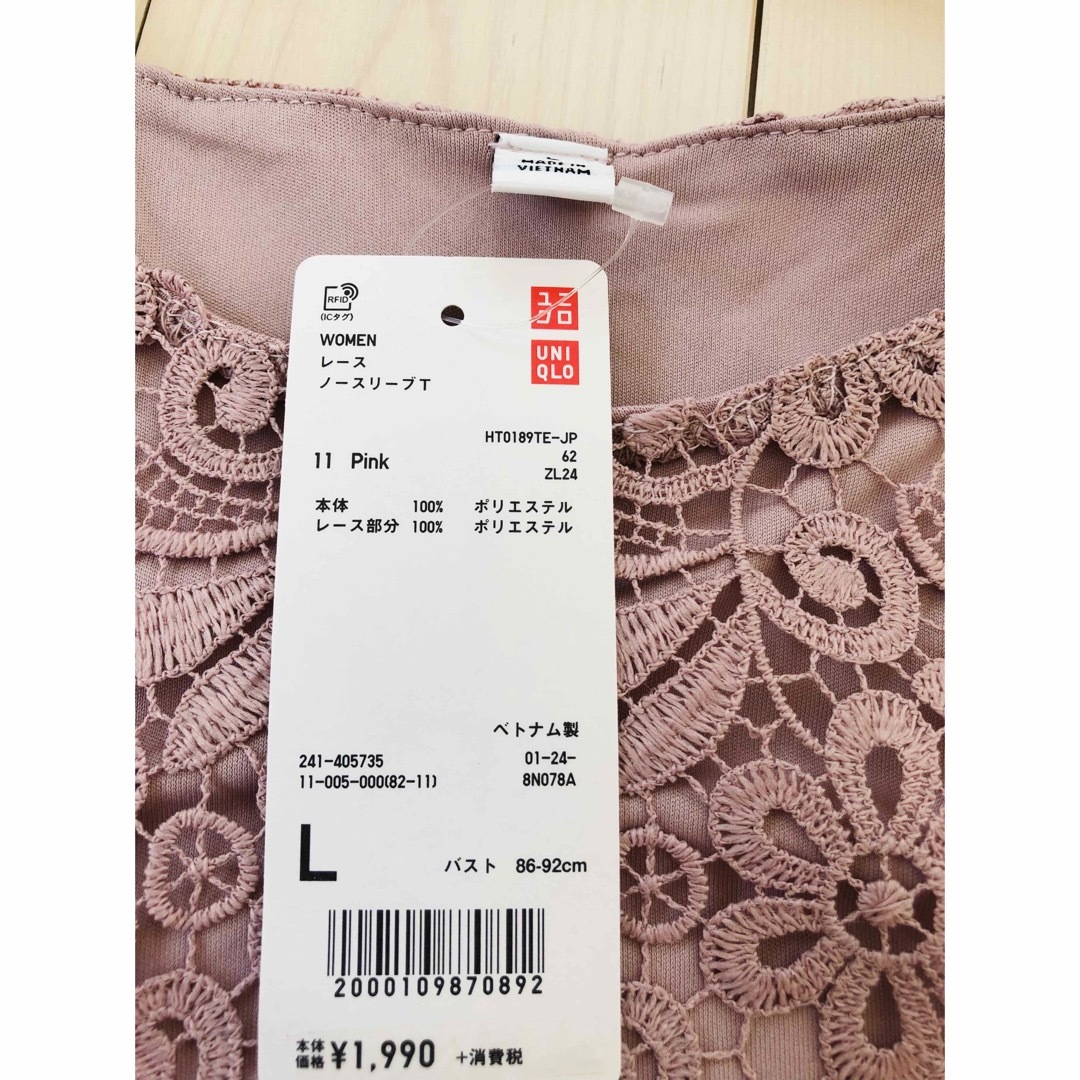 MADE IN
VIETNAM
RFID
(ICタグ)
ユニ
クロ
UNI
QLO
WOMEN
レース
ノースリーブT
HT0189TE-JP
11 Pink
62
ZL24
本体 100% ポリエステル
レース部分 100% ポリエステル
ベトナム製
241-405735 01-24-
11-005-000(82-11) 8N078A
L
バスト 86-92cm
2000109870892
本体
価格 ¥1,990 +消費税